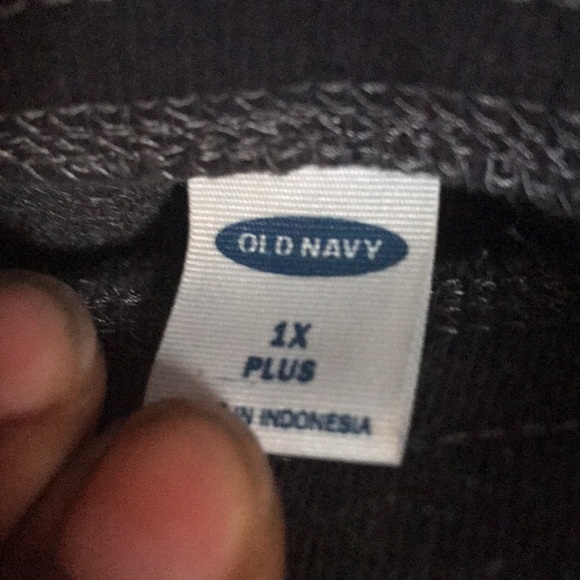 OLD NAVY
1X
PLUS
IN INDONESIA